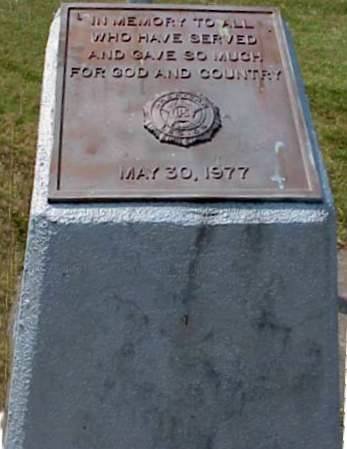 IN MEMORY TO ALL
WHO HAVE SERVED
AND GAVE SO MUCH
FOR GOD AND COUNTRY
MAY 30, 1977